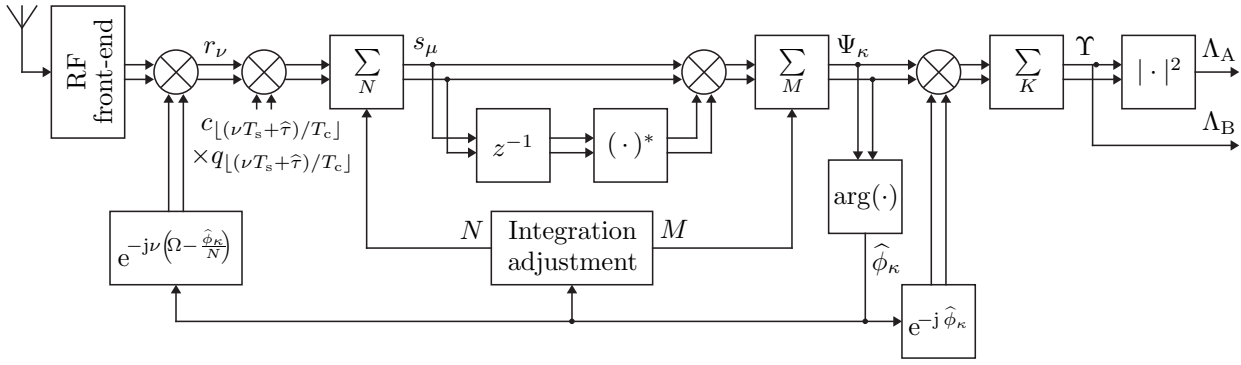 RF
front-end
r_ν
c_{⌊(νT_s+τ̂)/T_c⌋}
×q_{⌊(νT_s+τ̂)/T_c⌋}
∑
N
s_μ
z^{-1}
(·)^*
∑
M
Ψ_κ
∑
K
Υ
|·|^2
Λ_A
Λ_B
arg(·)
φ̂_κ
N
Integration
adjustment
M
e^{-jν(Ω-φ̂_κ/N)}
e^{-jφ̂_κ}